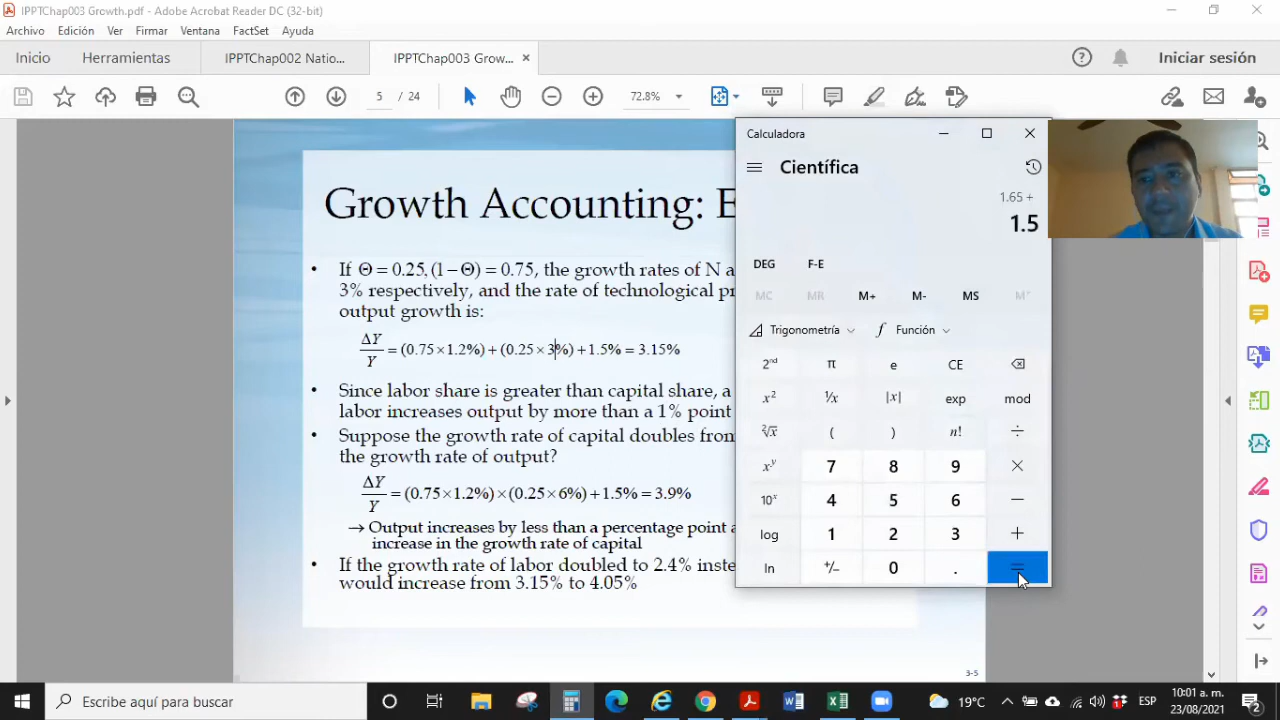 IPPTChap003 Growth.pdf - Adobe Acrobat Reader DC (32-bit)
Archivo Edición Ver Firmar Ventana FactSet Ayuda
Inicio Herramientas IPPTChap002 Natio... IPPTChap003 Grow... × Iniciar sesión
5 / 24 72.8%
Growth Accounting: E
• If Θ = 0.25, (1 − Θ) = 0.75, the growth rates of N a
3% respectively, and the rate of technological pr
output growth is:
ΔY/Y = (0.75 × 1.2%) + (0.25 × 3%) + 1.5% = 3.15%
• Since labor share is greater than capital share, a
labor increases output by more than a 1% point
• Suppose the growth rate of capital doubles from
the growth rate of output?
ΔY/Y = (0.75 × 1.2%) × (0.25 × 6%) + 1.5% = 3.9%
→ Output increases by less than a percentage point a
increase in the growth rate of capital
• If the growth rate of labor doubled to 2.4% inste
would increase from 3.15% to 4.05%
3-5
Calculadora
Científica
1.65 +
1.5
DEG F-E
MC MR M+ M- MS M˅
Trigonometría f Función
2ⁿᵈ π e CE
x² ¹/x |x| exp mod
²√x ( ) n! ÷
xʸ 7 8 9 ×
10ˣ 4 5 6 −
log 1 2 3 +
ln +/− 0 . =
Escribe aquí para buscar
19°C ESP
10:01 a. m.
23/08/2021
2